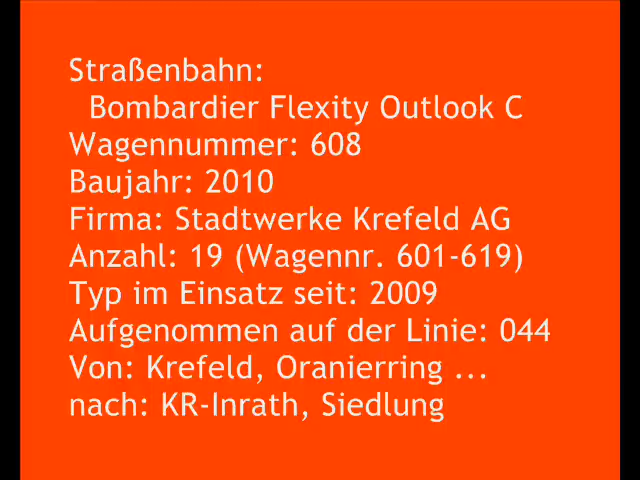 Straßenbahn:
Bombardier Flexity Outlook C
Wagennummer: 608
Baujahr: 2010
Firma: Stadtwerke Krefeld AG
Anzahl: 19 (Wagennr. 601-619)
Typ im Einsatz seit: 2009
Aufgenommen auf der Linie: 044
Von: Krefeld, Oranierring ...
nach: KR-Inrath, Siedlung